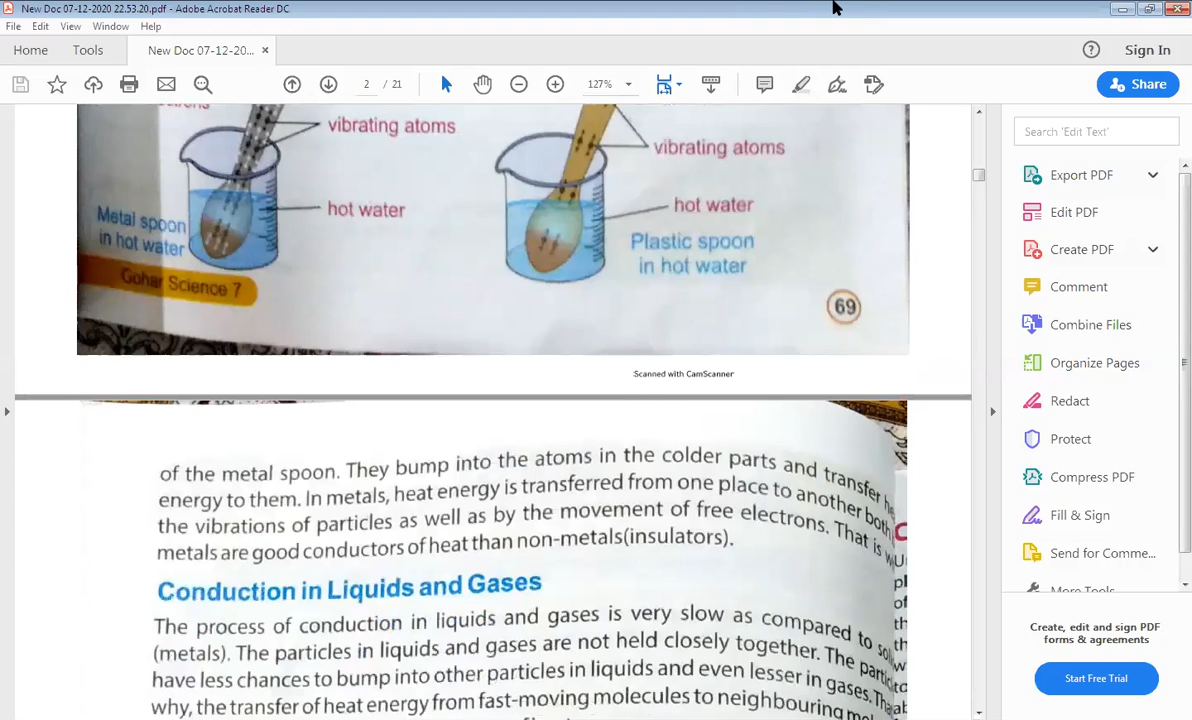 New Doc 07-12-2020 22.53.20.pdf - Adobe Acrobat Reader DC
File Edit View Window Help
Home Tools New Doc 07-12-20... × Sign In
2 / 21 127% Share
vibrating atoms
vibrating atoms
hot water
hot water
Metal spoon
in hot water
Plastic spoon
in hot water
Gohar Science 7
69
Scanned with CamScanner
of the metal spoon. They bump into the atoms in the colder parts and transfer
energy to them. In metals, heat energy is transferred from one place to another both
the vibrations of particles as well as by the movement of free electrons. That is
metals are good conductors of heat than non-metals(insulators).
Conduction in Liquids and Gases
The process of conduction in liquids and gases is very slow as compared to
(metals). The particles in liquids and gases are not held closely together. The
have less chances to bump into other particles in liquids and even lesser in gases.
why, the transfer of heat energy from fast-moving molecules to neighbouring
Search 'Edit Text'
Export PDF
Edit PDF
Create PDF
Comment
Combine Files
Organize Pages
Redact
Protect
Compress PDF
Fill & Sign
Send for Comme...
More Tools
Create, edit and sign PDF
forms & agreements
Start Free Trial